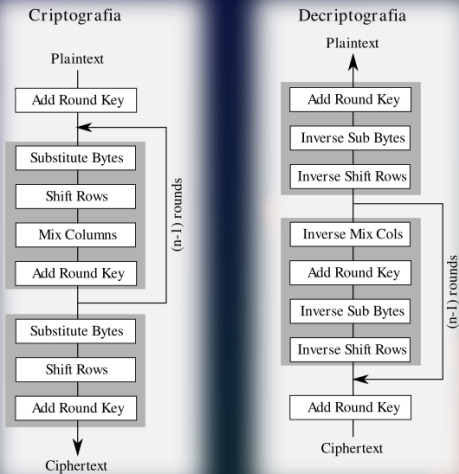 Criptografia
Plaintext
Add Round Key
Substitute Bytes
Shift Rows
Mix Columns
Add Round Key
(n-1) rounds
Substitute Bytes
Shift Rows
Add Round Key
Ciphertext
Decriptografia
Plaintext
Add Round Key
Inverse Sub Bytes
Inverse Shift Rows
Inverse Mix Cols
Add Round Key
Inverse Sub Bytes
Inverse Shift Rows
(n-1) rounds
Add Round Key
Ciphertext